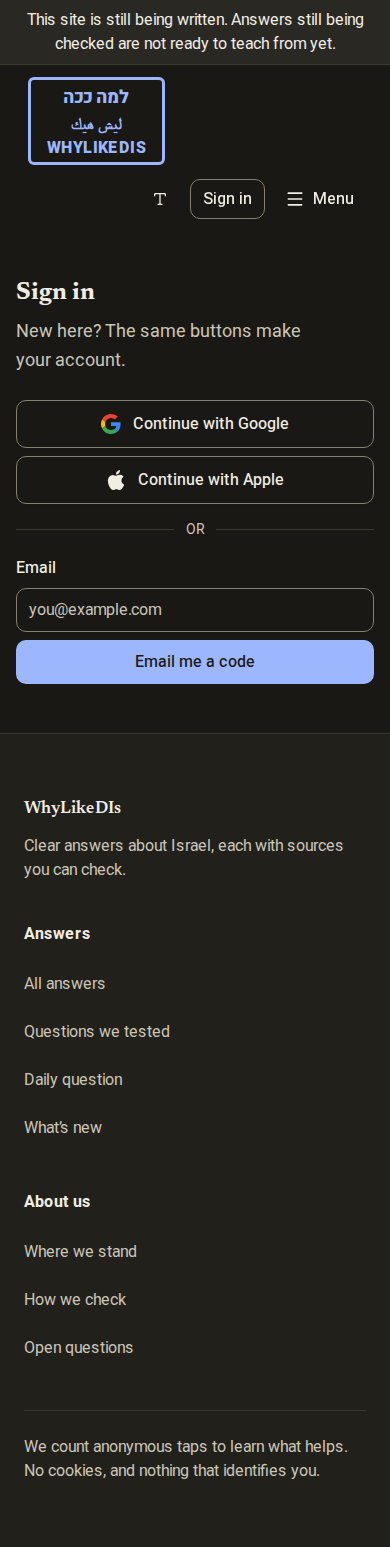 This site is still being written. Answers still being
checked are not ready to teach from yet.
למה ככה
ليش هيك
WHYLIKEDIS
T
Sign in
Menu
Sign in
New here? The same buttons make
your account.
Continue with Google
Continue with Apple
OR
Email
you@example.com
Email me a code
WhyLikeDIs
Clear answers about Israel, each with sources
you can check.
Answers
All answers
Questions we tested
Daily question
What's new
About us
Where we stand
How we check
Open questions
We count anonymous taps to learn what helps.
No cookies, and nothing that identifies you.